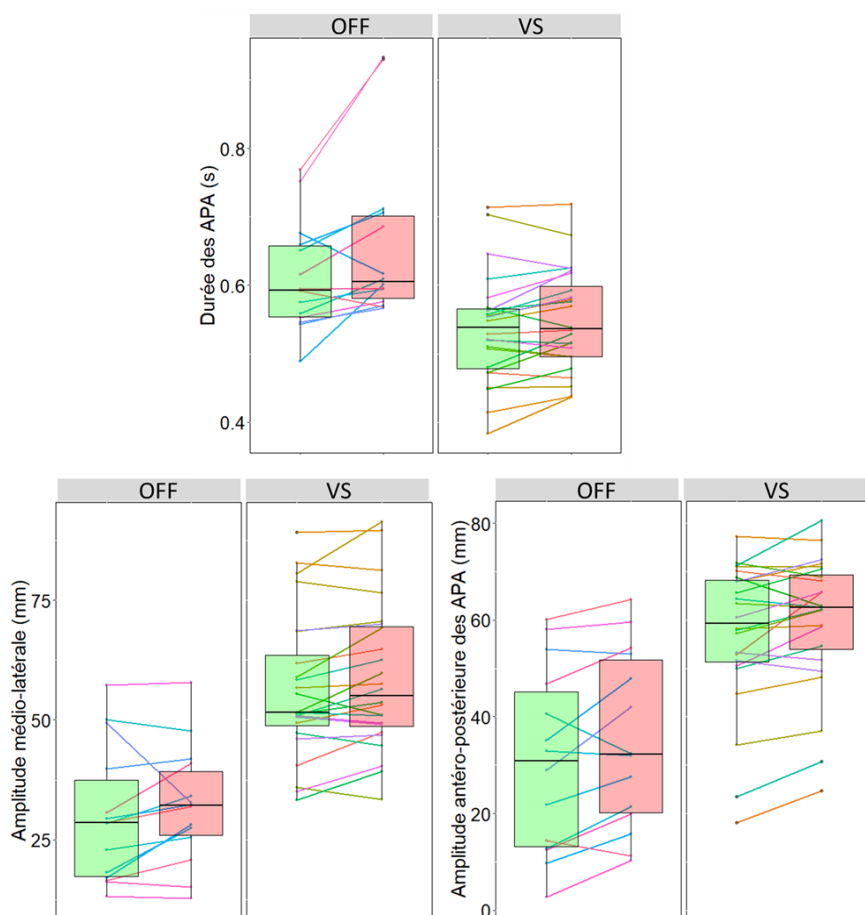 OFF VS
Durée des APA (s)
0.8
0.6
0.4
OFF VS
Amplitude médio-latérale (mm)
75
50
25
OFF VS
Amplitude antéro-postérieure des APA (mm)
80
60
40
20
0